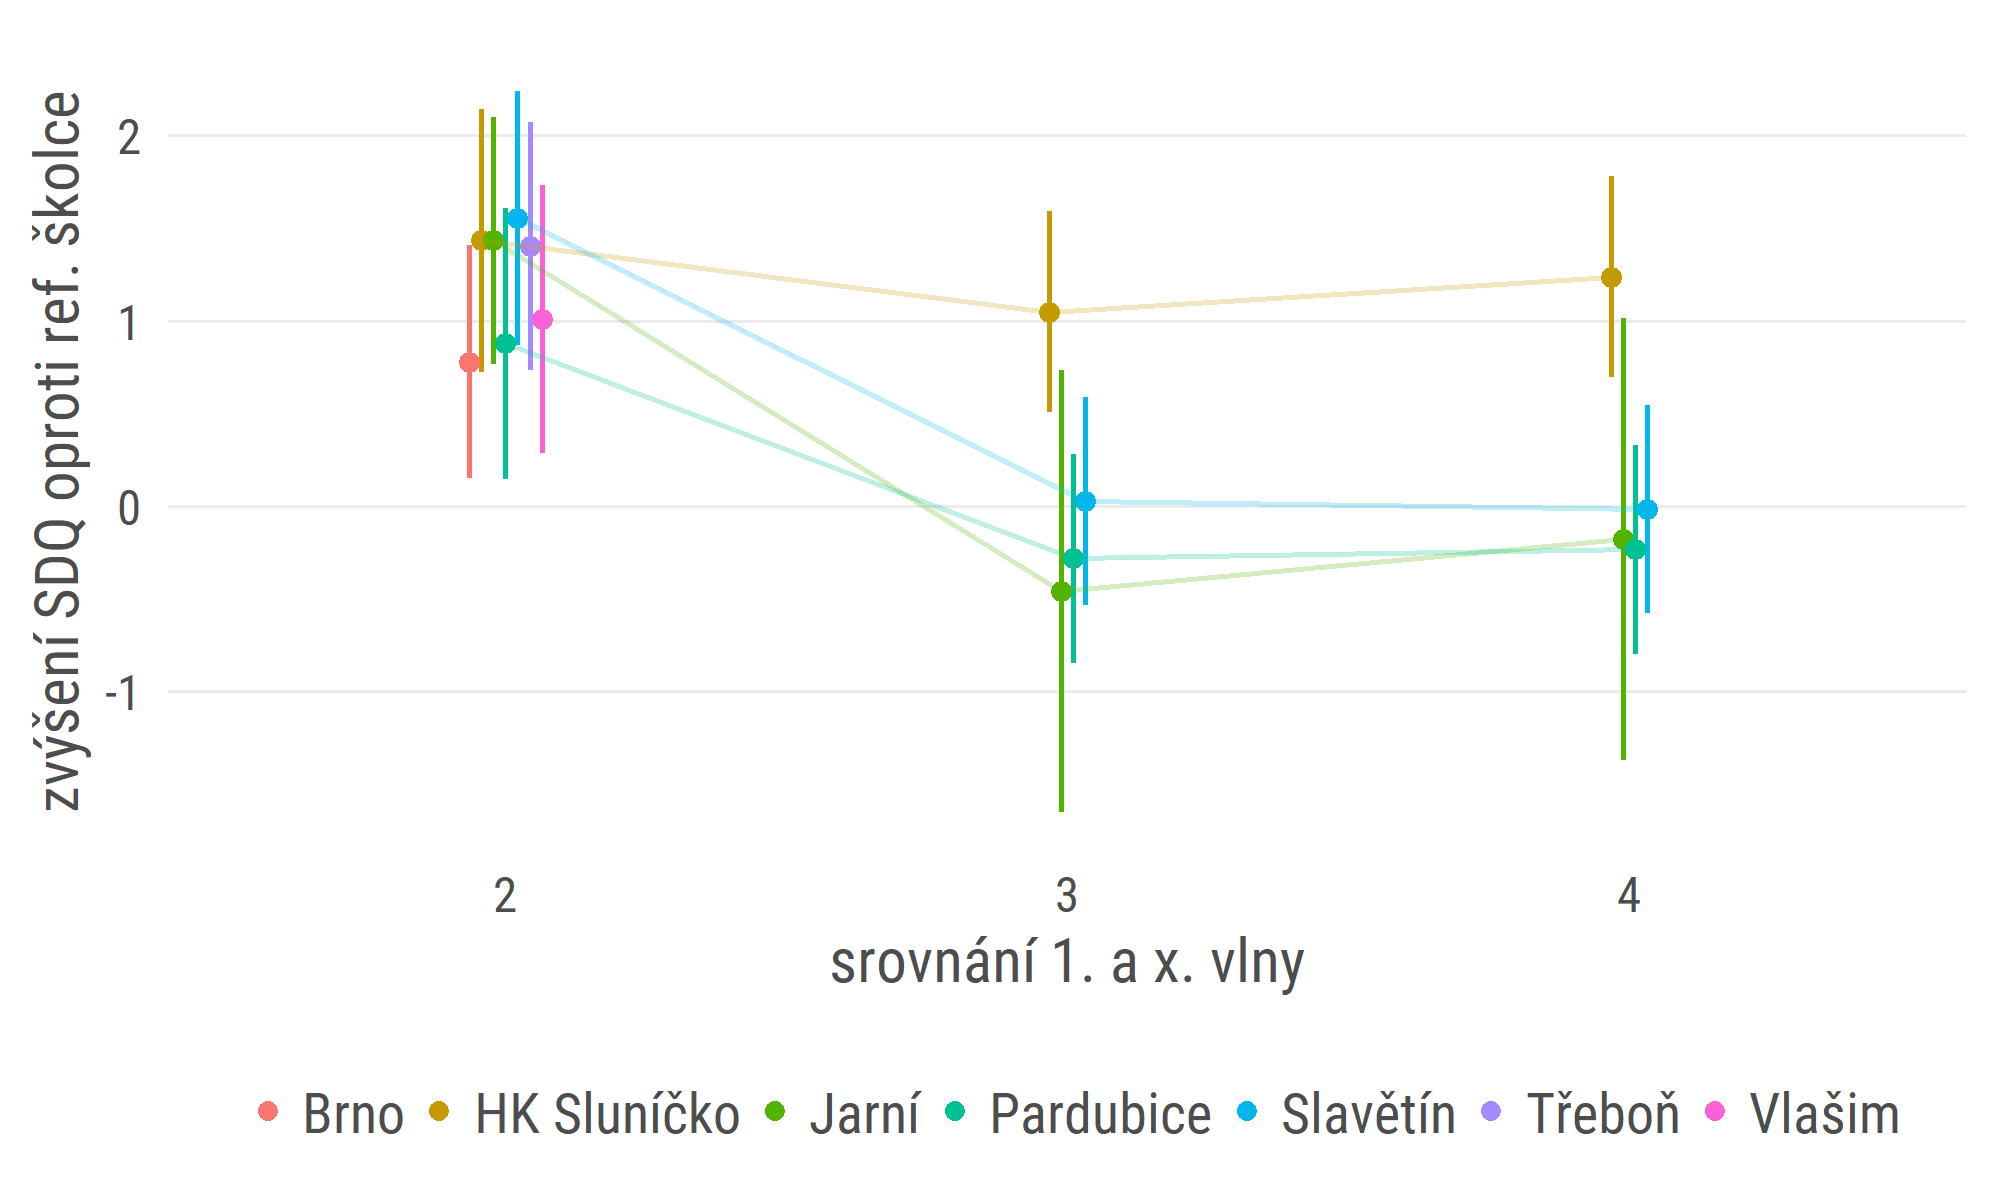 zvýšení SDQ oproti ref. školce
2
1
0
-1
2 3 4
srovnání 1. a x. vlny
Brno HK Sluníčko Jarní Pardubice Slavětín Třeboň Vlašim